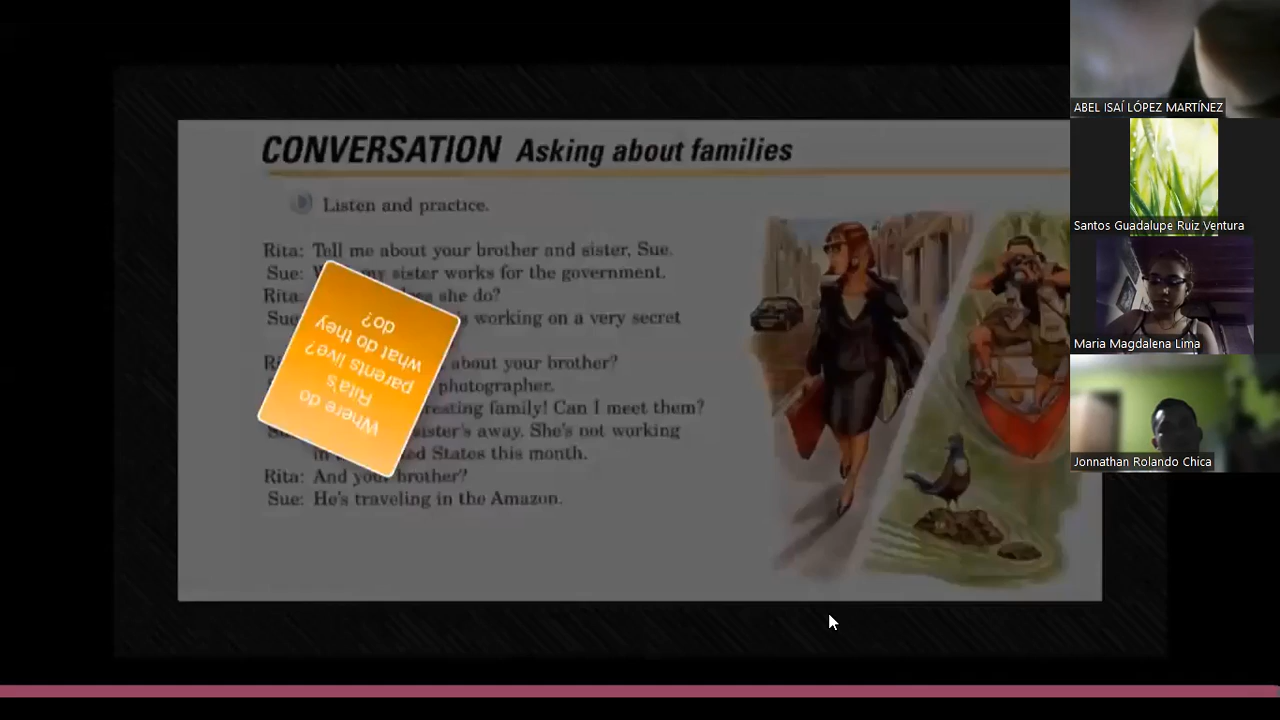 CONVERSATION Asking about families
Listen and practice.
Rita: Tell me about your brother and sister, Sue.
Sue: my sister works for the government.
Rita: she do?
Sue working on a very secret
about your brother?
photographer.
family! Can I meet them?
away. She's not working
in States this month.
Rita: And your brother?
Sue: He's traveling in the Amazon.
Where do
Rita's
parents live?
what do they
do?
ABEL ISAÍ LÓPEZ MARTÍNEZ
Santos Guadalupe Ruiz Ventura
Maria Magdalena Lima
Jonnathan Rolando Chica